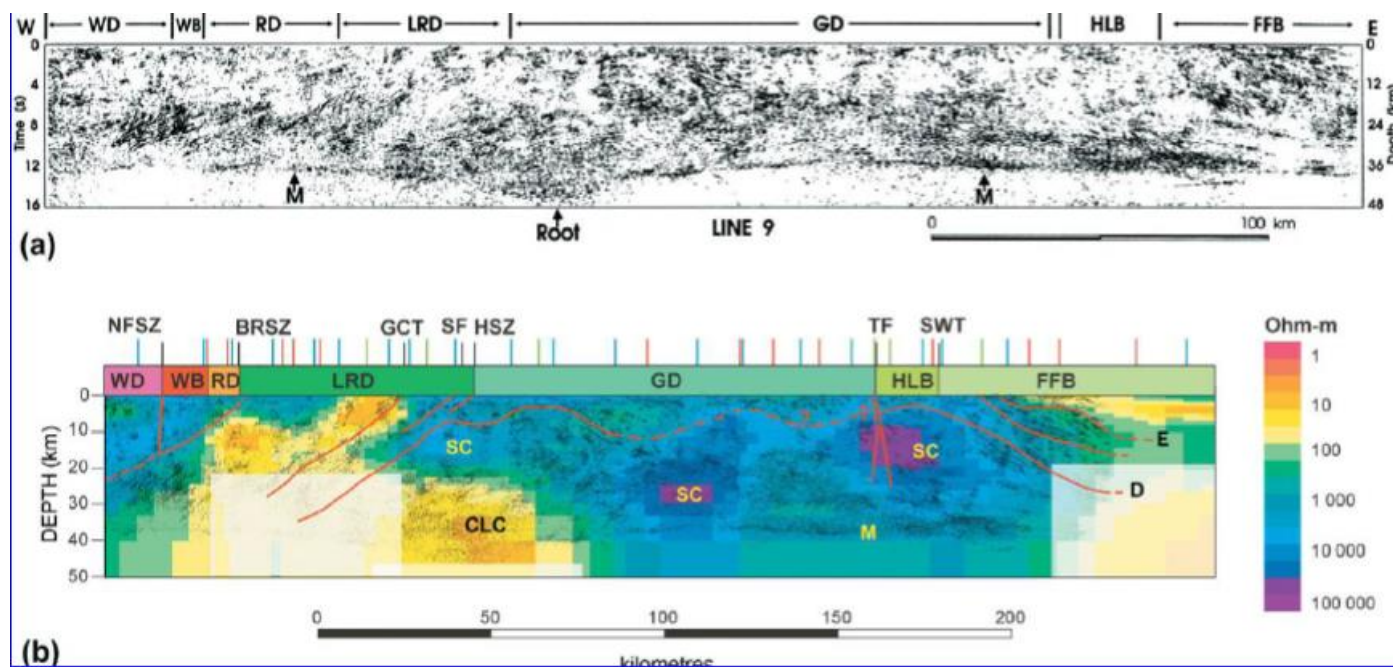 W WD WB RD LRD GD HLB FFB E
0 0
4 12
8 24
12 36
16 48
Time (s)
M M
Root LINE 9 0 100 km
(a)
NFSZ BRSZ GCT SF HSZ TF SWT Ohm-m
WD WB RD LRD GD HLB FFB
0
10
20
30
40
50
DEPTH (km)
SC SC SC E
D
CLC M
1
10
100
1 000
10 000
100 000
0 50 100 150 200
kilometres
(b)